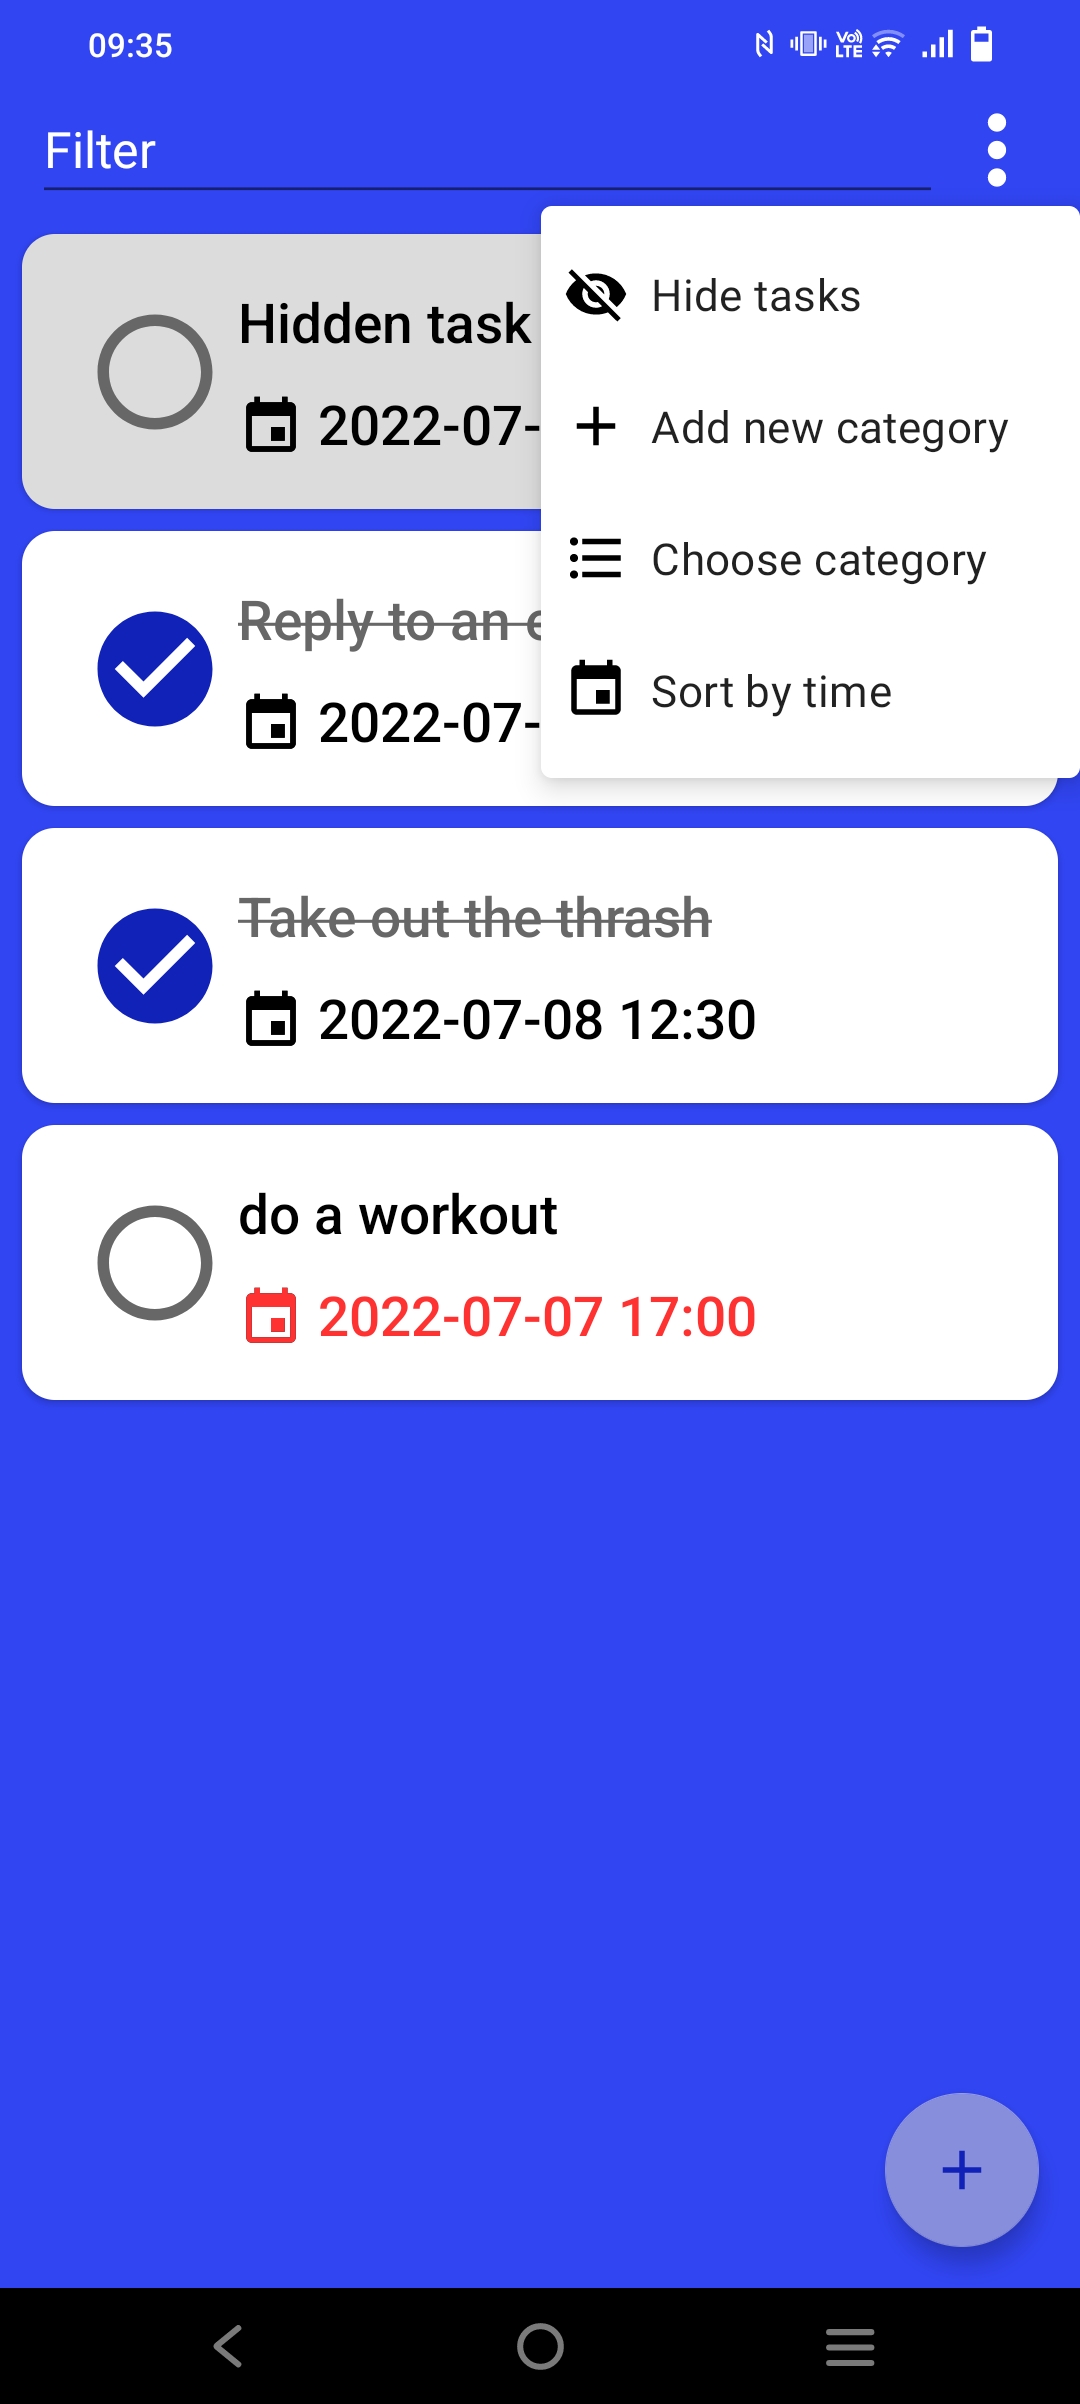 09:35
Vo) LTE
Filter
Hide tasks
Add new category
Choose category
Sort by time
Hidden task
2022-07-
Reply to an
2022-07-
Take out the thrash
2022-07-08 12:30
do a workout
2022-07-07 17:00